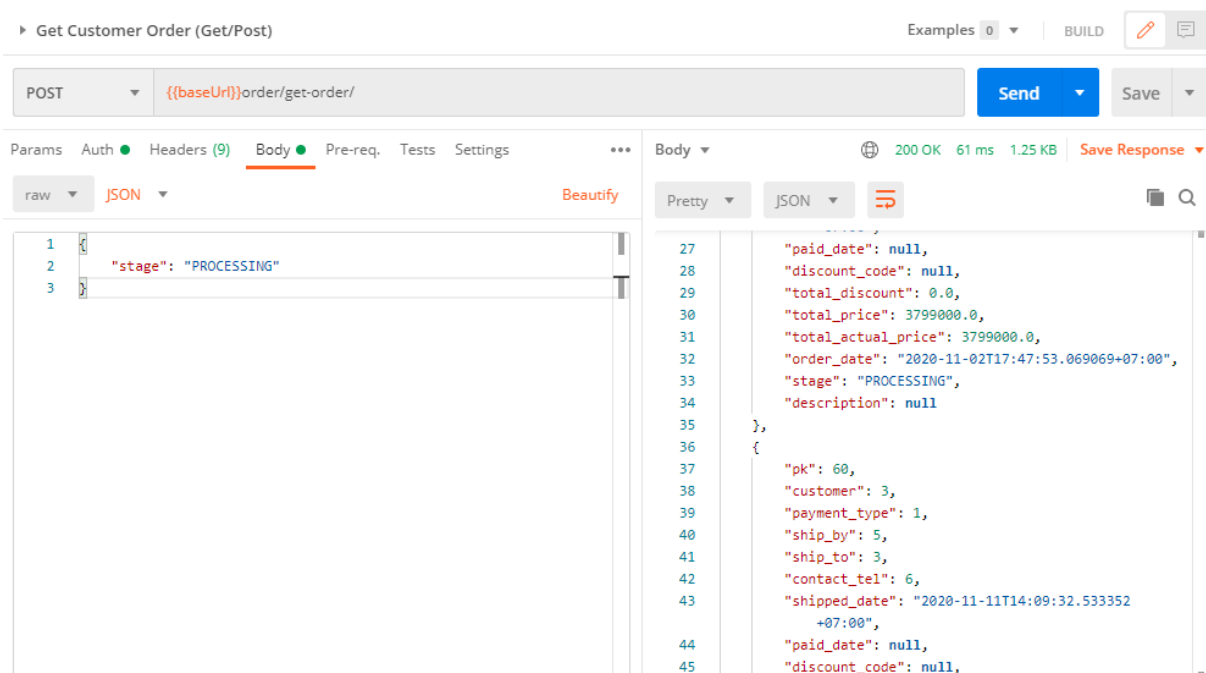 Get Customer Order (Get/Post) Examples 0 BUILD
POST {{baseUrl}}order/get-order/ Send Save
Params Auth Headers (9) Body Pre-req. Tests Settings
raw JSON Beautify
1 {
2 "stage": "PROCESSING"
3 }
Body 200 OK 61 ms 1.25 KB Save Response
Pretty JSON
27 "paid_date": null,
28 "discount_code": null,
29 "total_discount": 0.0,
30 "total_price": 3799000.0,
31 "total_actual_price": 3799000.0,
32 "order_date": "2020-11-02T17:47:53.069069+07:00",
33 "stage": "PROCESSING",
34 "description": null
35 },
36 {
37 "pk": 60,
38 "customer": 3,
39 "payment_type": 1,
40 "ship_by": 5,
41 "ship_to": 3,
42 "contact_tel": 6,
43 "shipped_date": "2020-11-11T14:09:32.533352
+07:00",
44 "paid_date": null,
45 "discount_code": null,